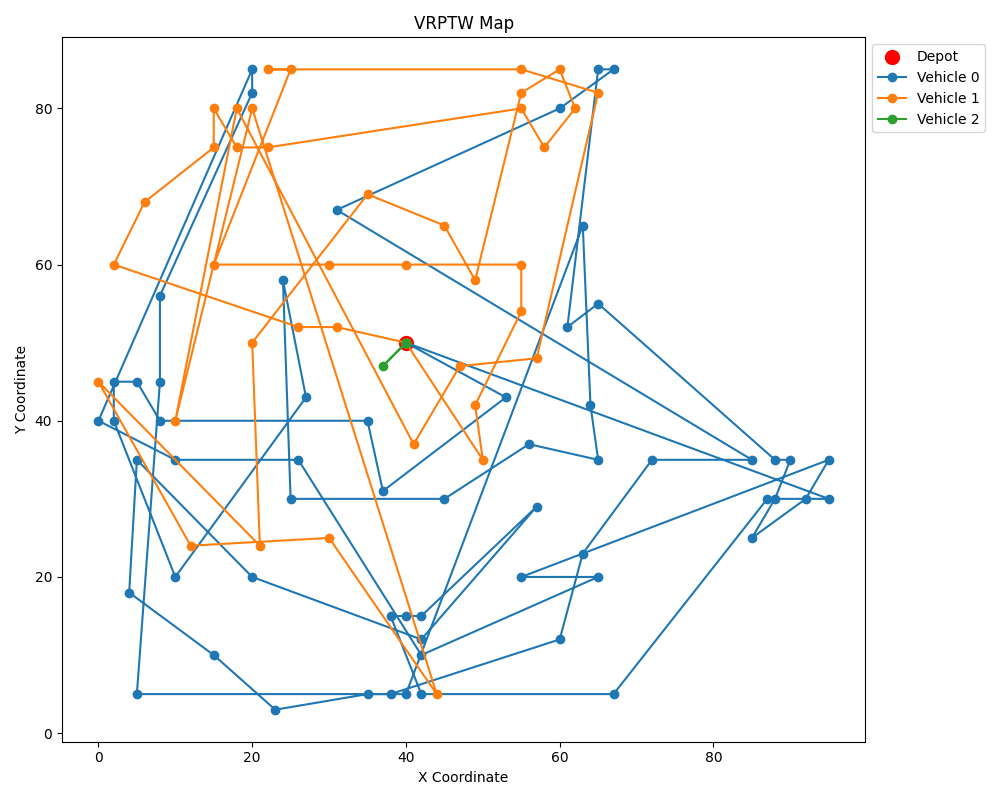 VRPTW Map
Depot
Vehicle 0
Vehicle 1
Vehicle 2
Y Coordinate
80
60
40
20
0
0 20 40 60 80
X Coordinate